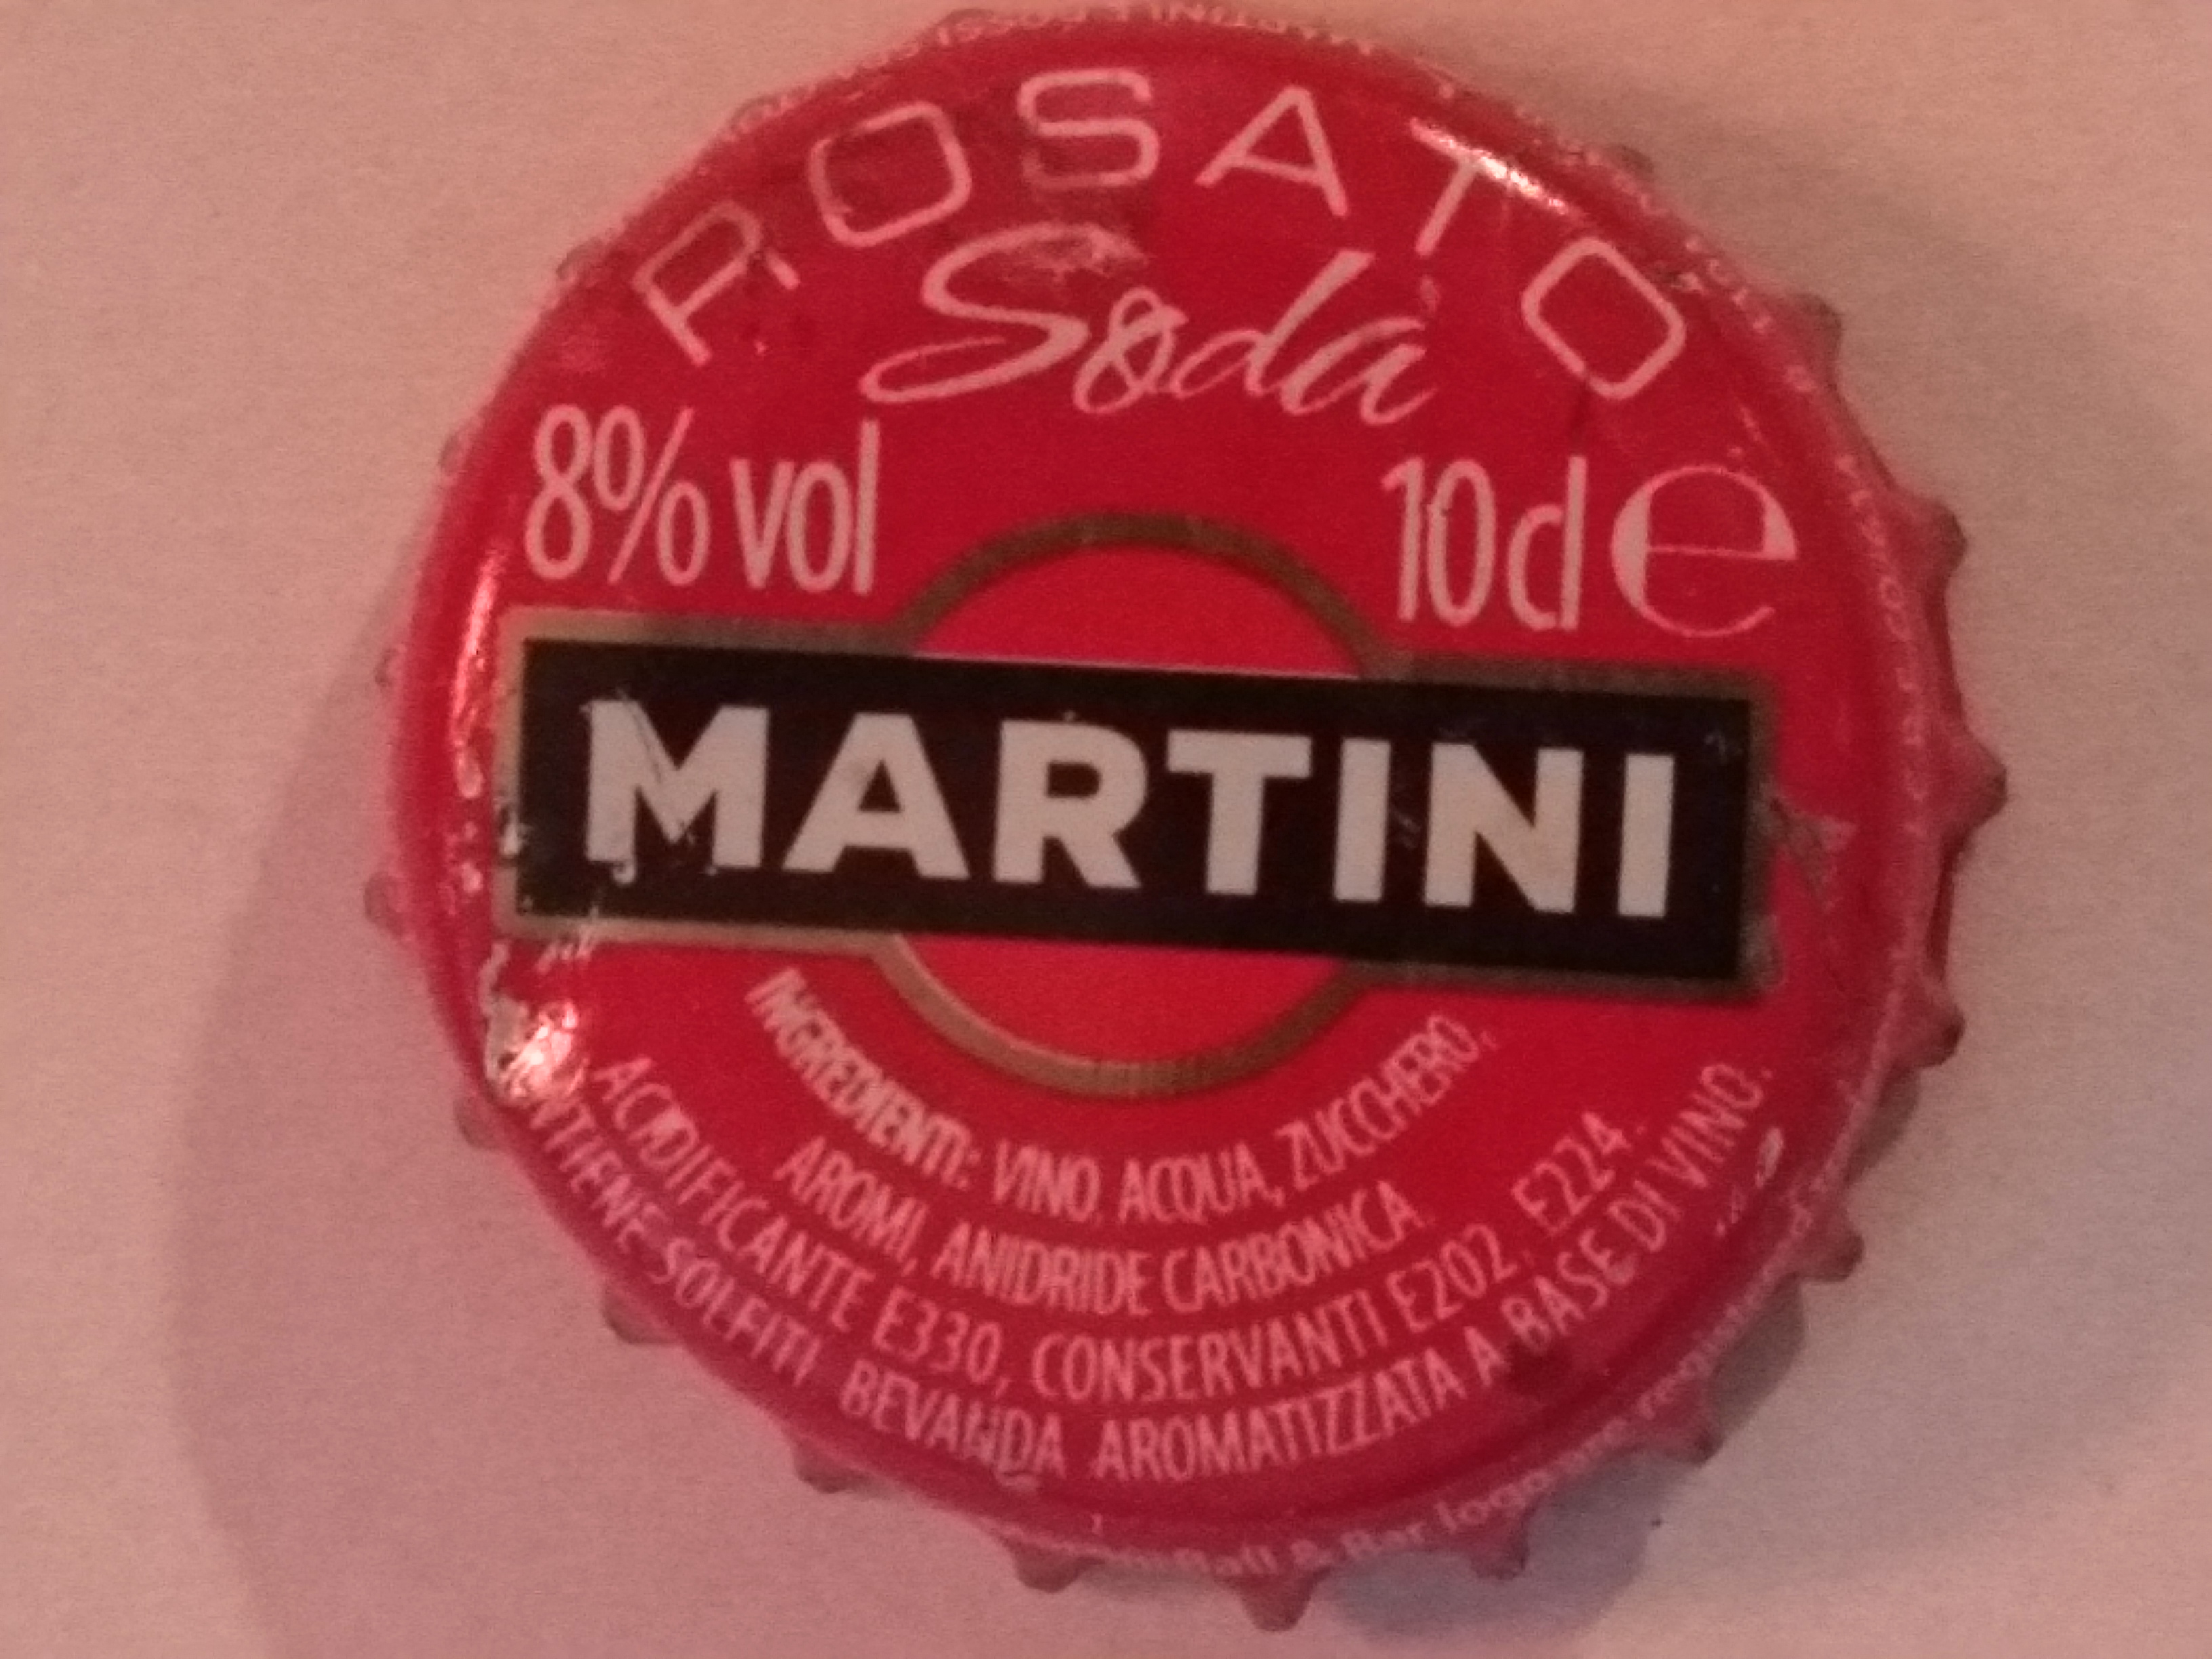 ROSATO
Soda
8% vol 10cl e
MARTINI
INGREDIENTI: VINO, ACQUA, ZUCCHERO,
AROMI, ANIDRIDE CARBONICA.
ACIDIFICANTE E330, CONSERVANTI E202, E224.
SOLFITI BEVANDA AROMATIZZATA A BASE DI VINO.